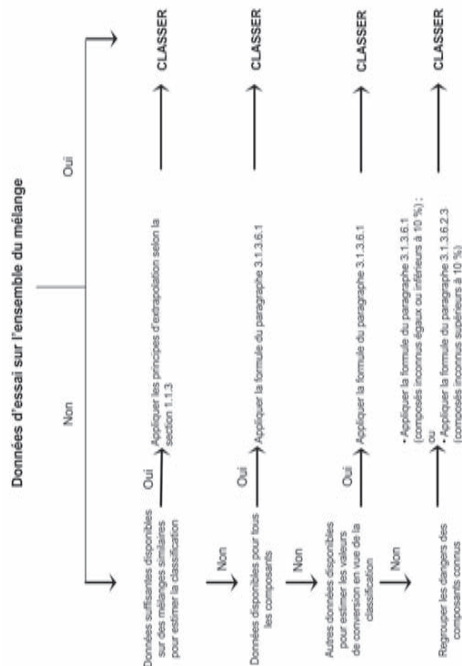 Données d'essai sur l'ensemble du mélange
Non
Oui
Données suffisantes disponibles
sur des mélanges similaires
pour estimer la classification
Oui
Appliquer les principes d'extrapolation selon la
section 1.1.3
CLASSER
CLASSER
Non
Données disponibles pour tous
les composants
Oui
Appliquer la formule du paragraphe 3.1.3.6.1
CLASSER
Non
Autres données disponibles
pour estimer les valeurs
de conversion en vue de la
classification
Oui
Appliquer la formule du paragraphe 3.1.3.6.1
CLASSER
Non
Regrouper les dangers des
composants connus
• Appliquer la formule du paragraphe 3.1.3.6.1
(composés inconnus égaux ou inférieurs à 10 %) ;
ou
• Appliquer la formule du paragraphe 3.1.3.6.2.3
(composés inconnus supérieurs à 10 %)
CLASSER